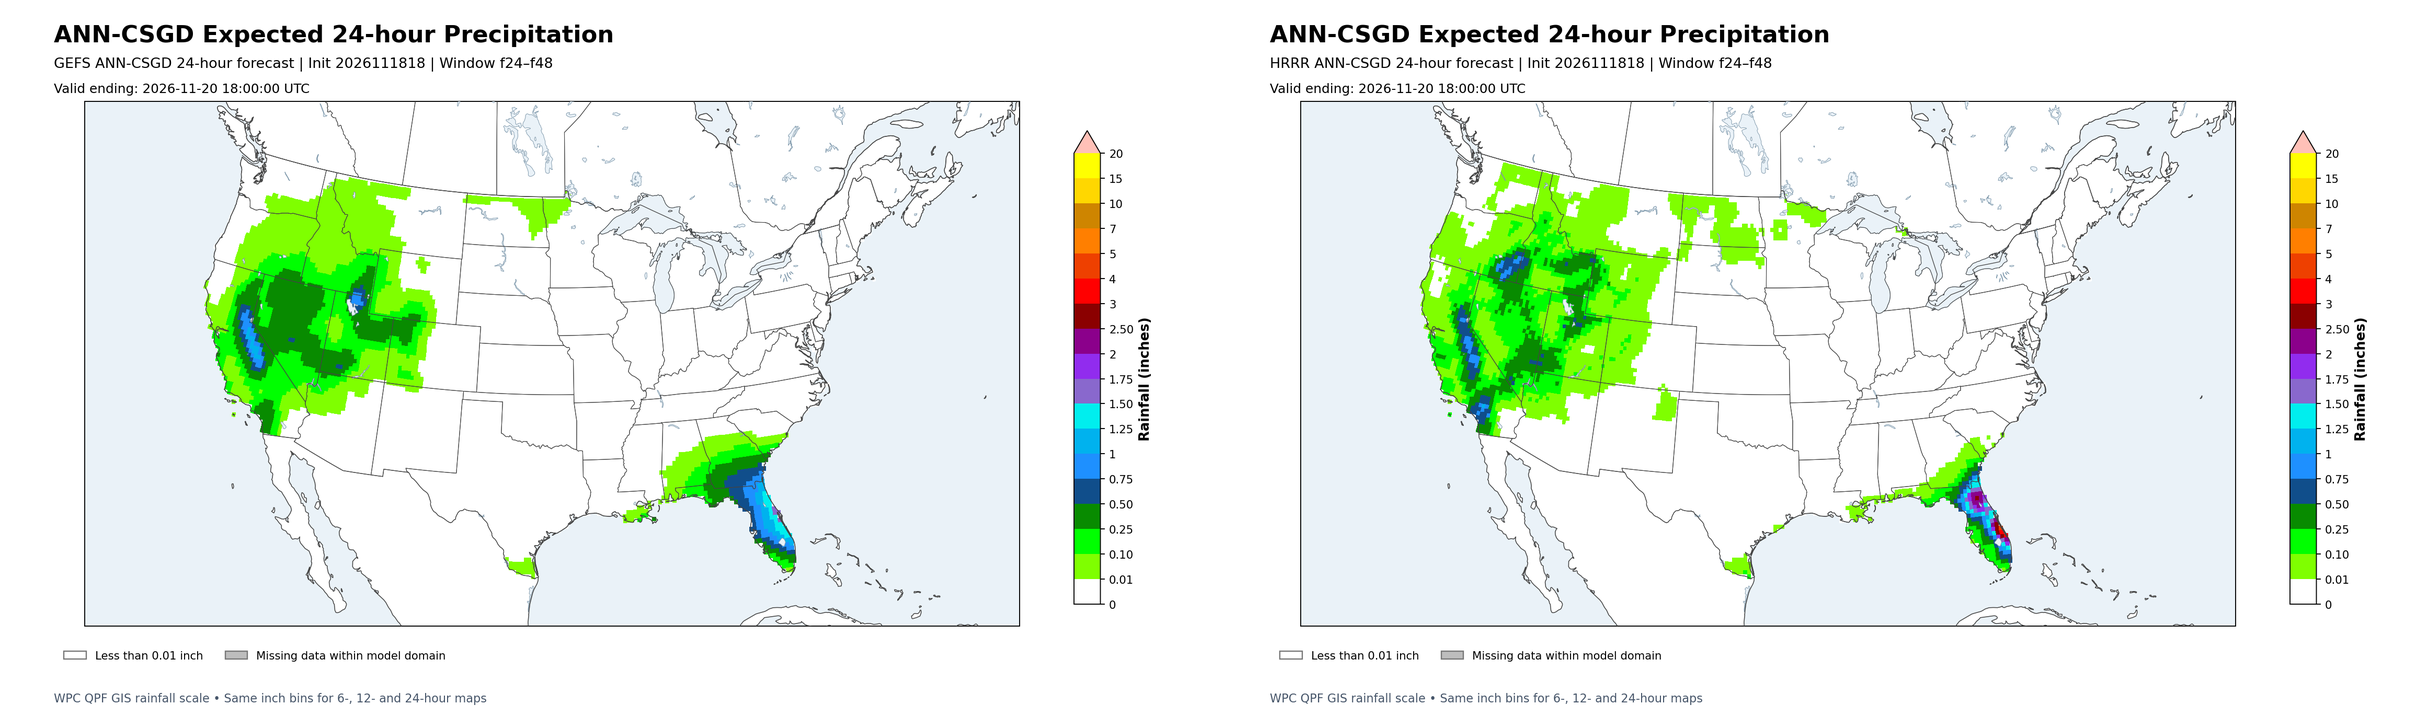 ANN-CSGD Expected 24-hour Precipitation
GEFS ANN-CSGD 24-hour forecast | Init 2026111818 | Window f24–f48
Valid ending: 2026-11-20 18:00:00 UTC
20
15
10
7
5
4
3
2.50
2
1.75
1.50
1.25
1
0.75
0.50
0.25
0.10
0.01
0
Rainfall (inches)
Less than 0.01 inch
Missing data within model domain
WPC QPF GIS rainfall scale • Same inch bins for 6-, 12- and 24-hour maps
ANN-CSGD Expected 24-hour Precipitation
HRRR ANN-CSGD 24-hour forecast | Init 2026111818 | Window f24–f48
Valid ending: 2026-11-20 18:00:00 UTC
20
15
10
7
5
4
3
2.50
2
1.75
1.50
1.25
1
0.75
0.50
0.25
0.10
0.01
0
Rainfall (inches)
Less than 0.01 inch
Missing data within model domain
WPC QPF GIS rainfall scale • Same inch bins for 6-, 12- and 24-hour maps